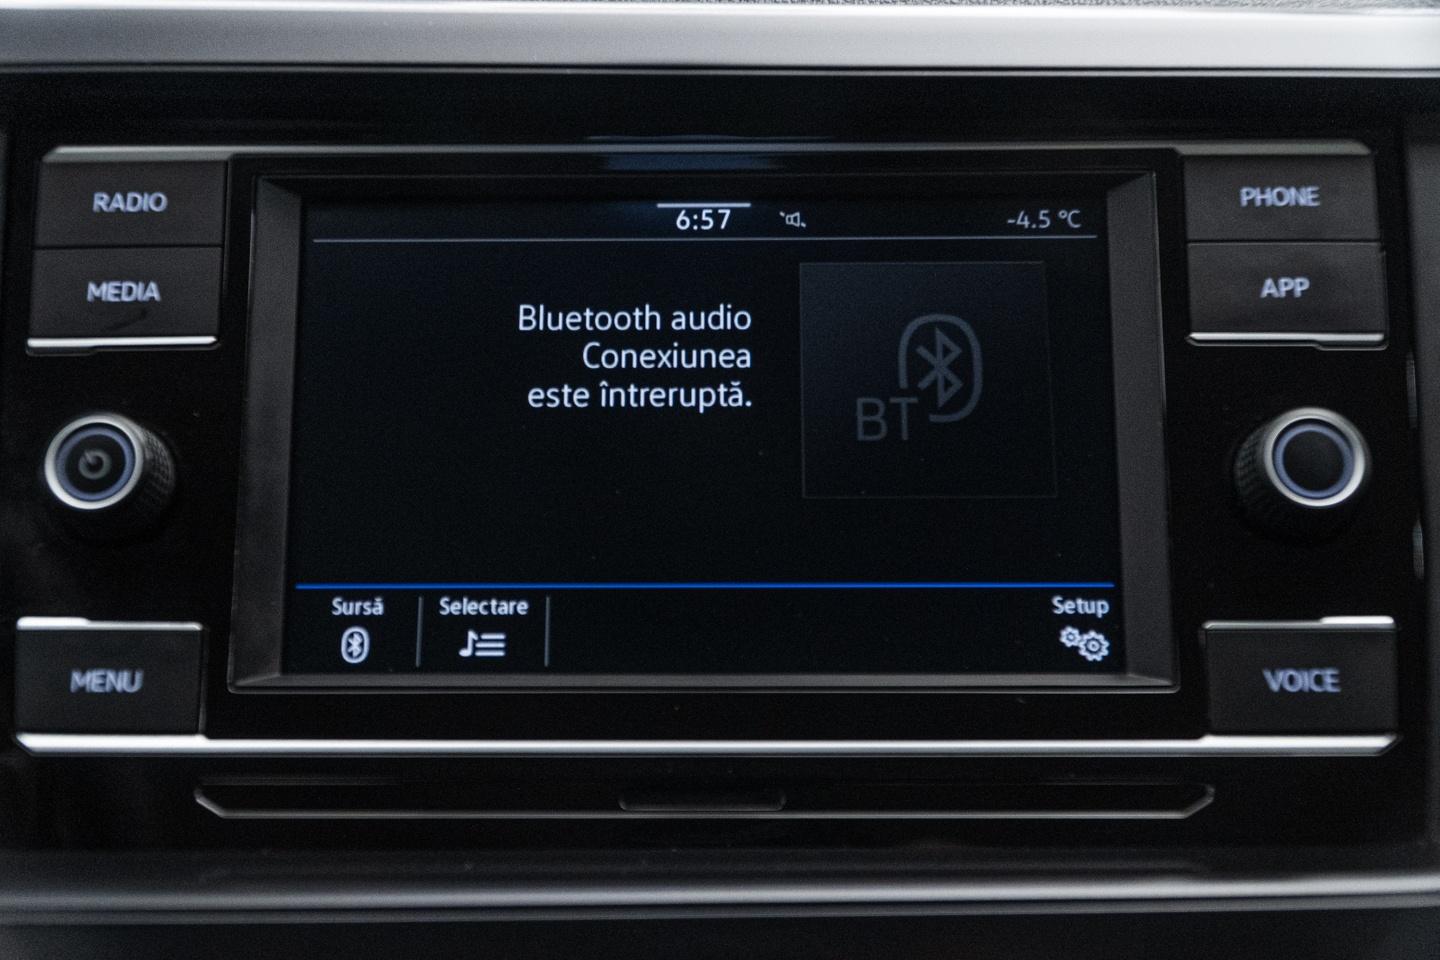 RADIO
MEDIA
MENU
6:57
-4.5 °C
Bluetooth audio
Conexiunea
este întreruptă.
BT
Sursă
Selectare
Setup
PHONE
APP
VOICE